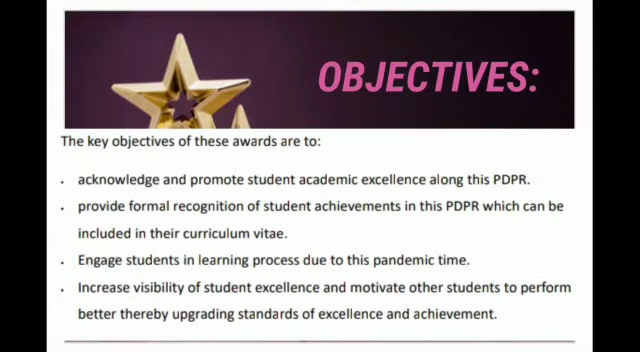 OBJECTIVES:
The key objectives of these awards are to:
• acknowledge and promote student academic excellence along this PDPR.
• provide formal recognition of student achievements in this PDPR which can be
included in their curriculum vitae.
• Engage students in learning process due to this pandemic time.
• Increase visibility of student excellence and motivate other students to perform
better thereby upgrading standards of excellence and achievement.